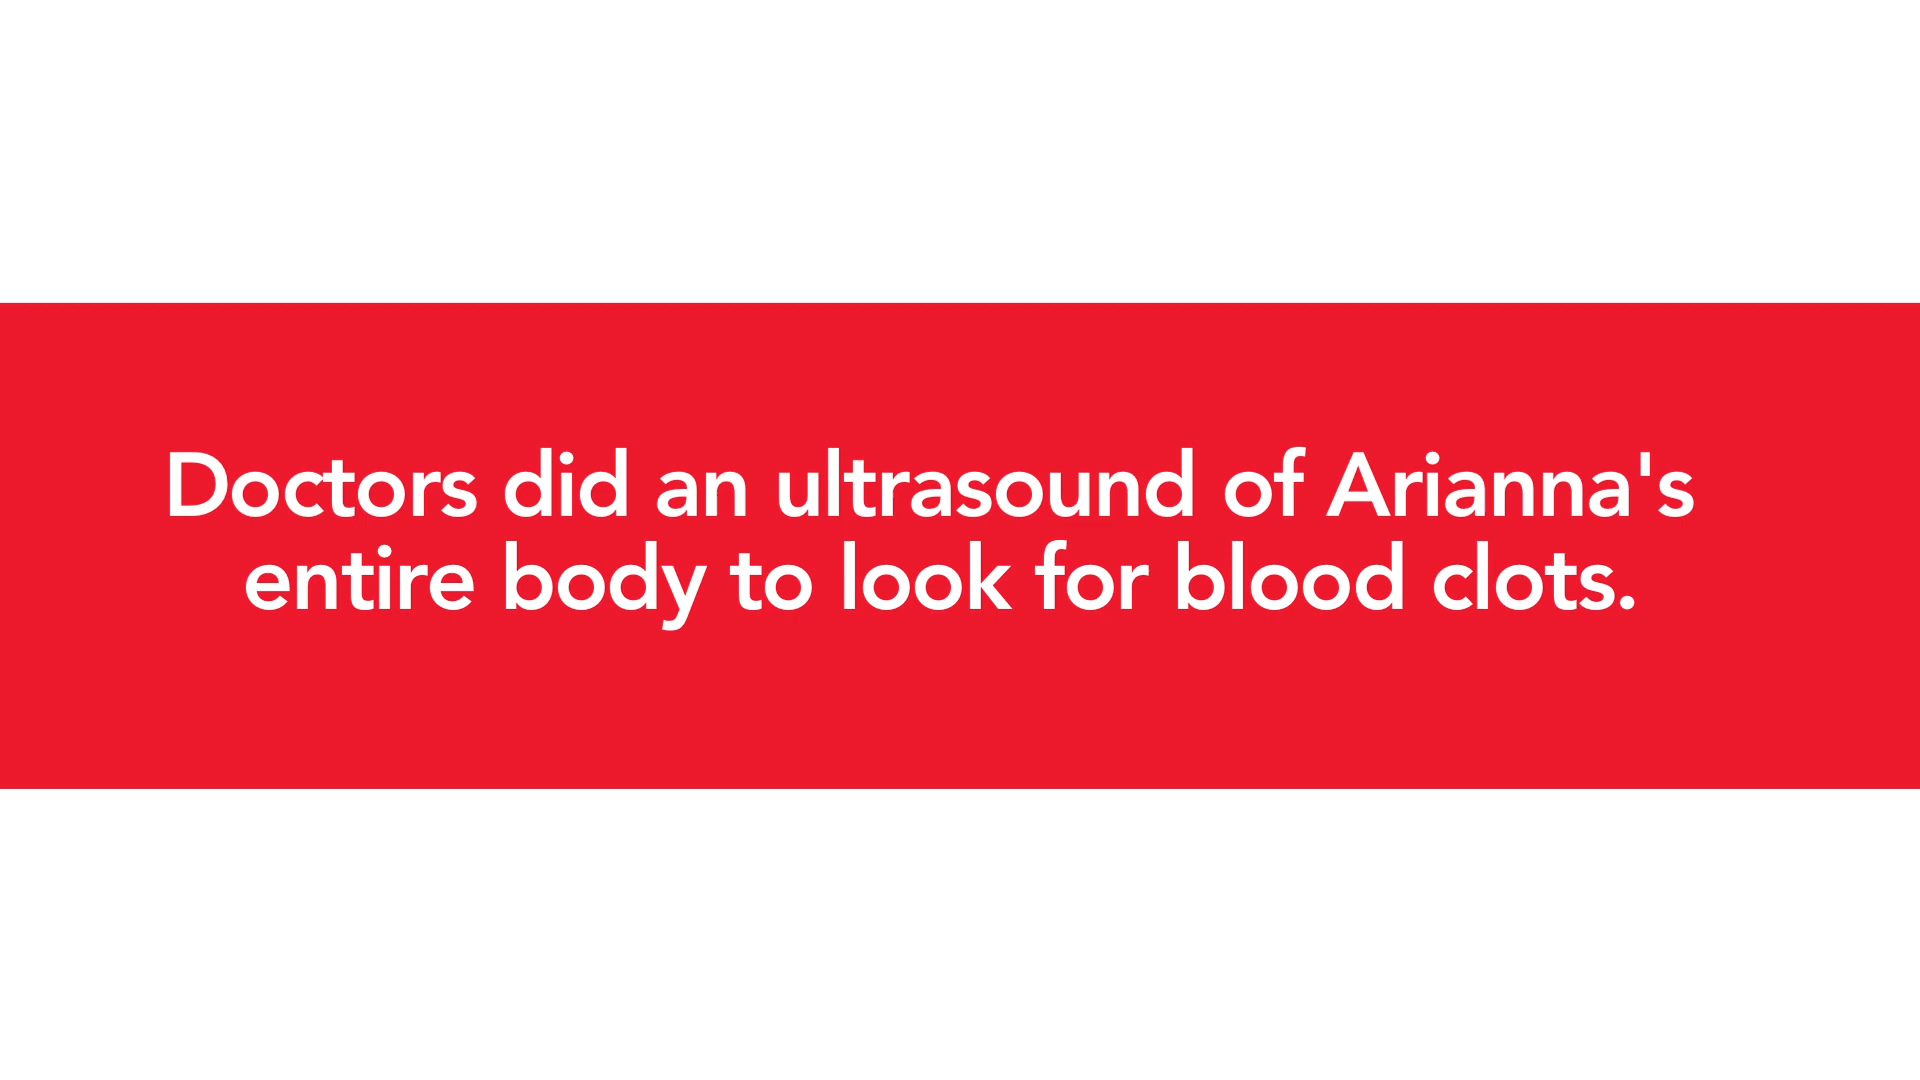 Doctors did an ultrasound of Arianna's
entire body to look for blood clots.